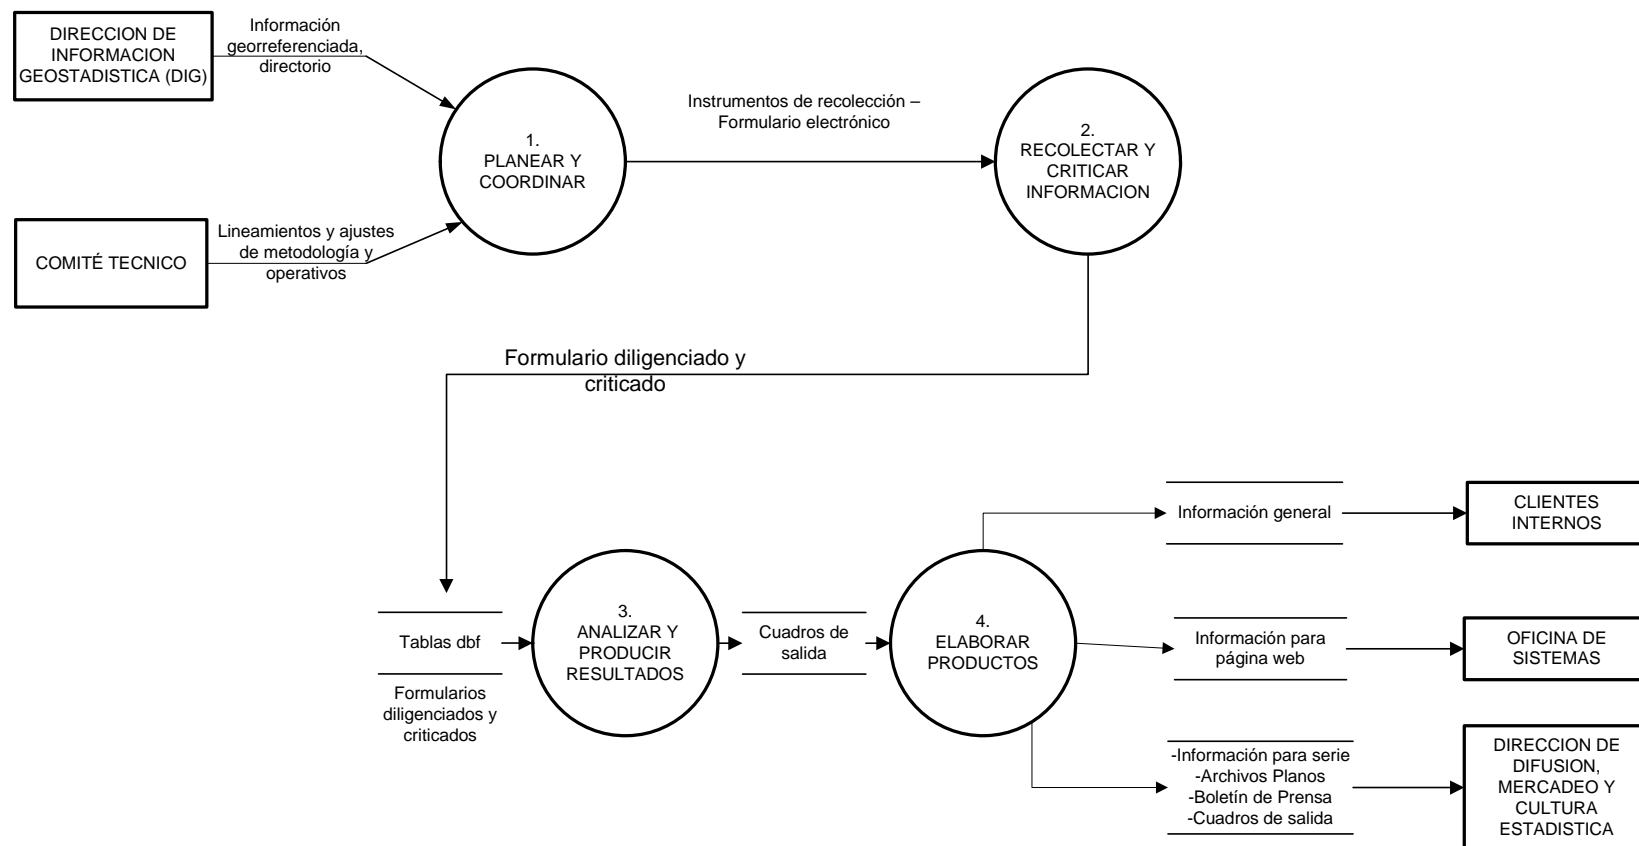 DIRECCION DE
INFORMACION
GEOSTADISTICA (DIG)
Información
georreferenciada,
directorio
1.
PLANEAR Y
COORDINAR
Instrumentos de recolección –
Formulario electrónico
2.
RECOLECTAR Y
CRITICAR
INFORMACION
COMITÉ TECNICO
Lineamientos y ajustes
de metodología y
operativos
Formulario diligenciado y
criticado
Tablas dbf
Formularios
diligenciados y
criticados
3.
ANALIZAR Y
PRODUCIR
RESULTADOS
Cuadros de
salida
4.
ELABORAR
PRODUCTOS
Información general
CLIENTES
INTERNOS
Información para
página web
OFICINA DE
SISTEMAS
-Información para serie
-Archivos Planos
-Boletín de Prensa
-Cuadros de salida
DIRECCION DE
DIFUSION,
MERCADEO Y
CULTURA
ESTADISTICA